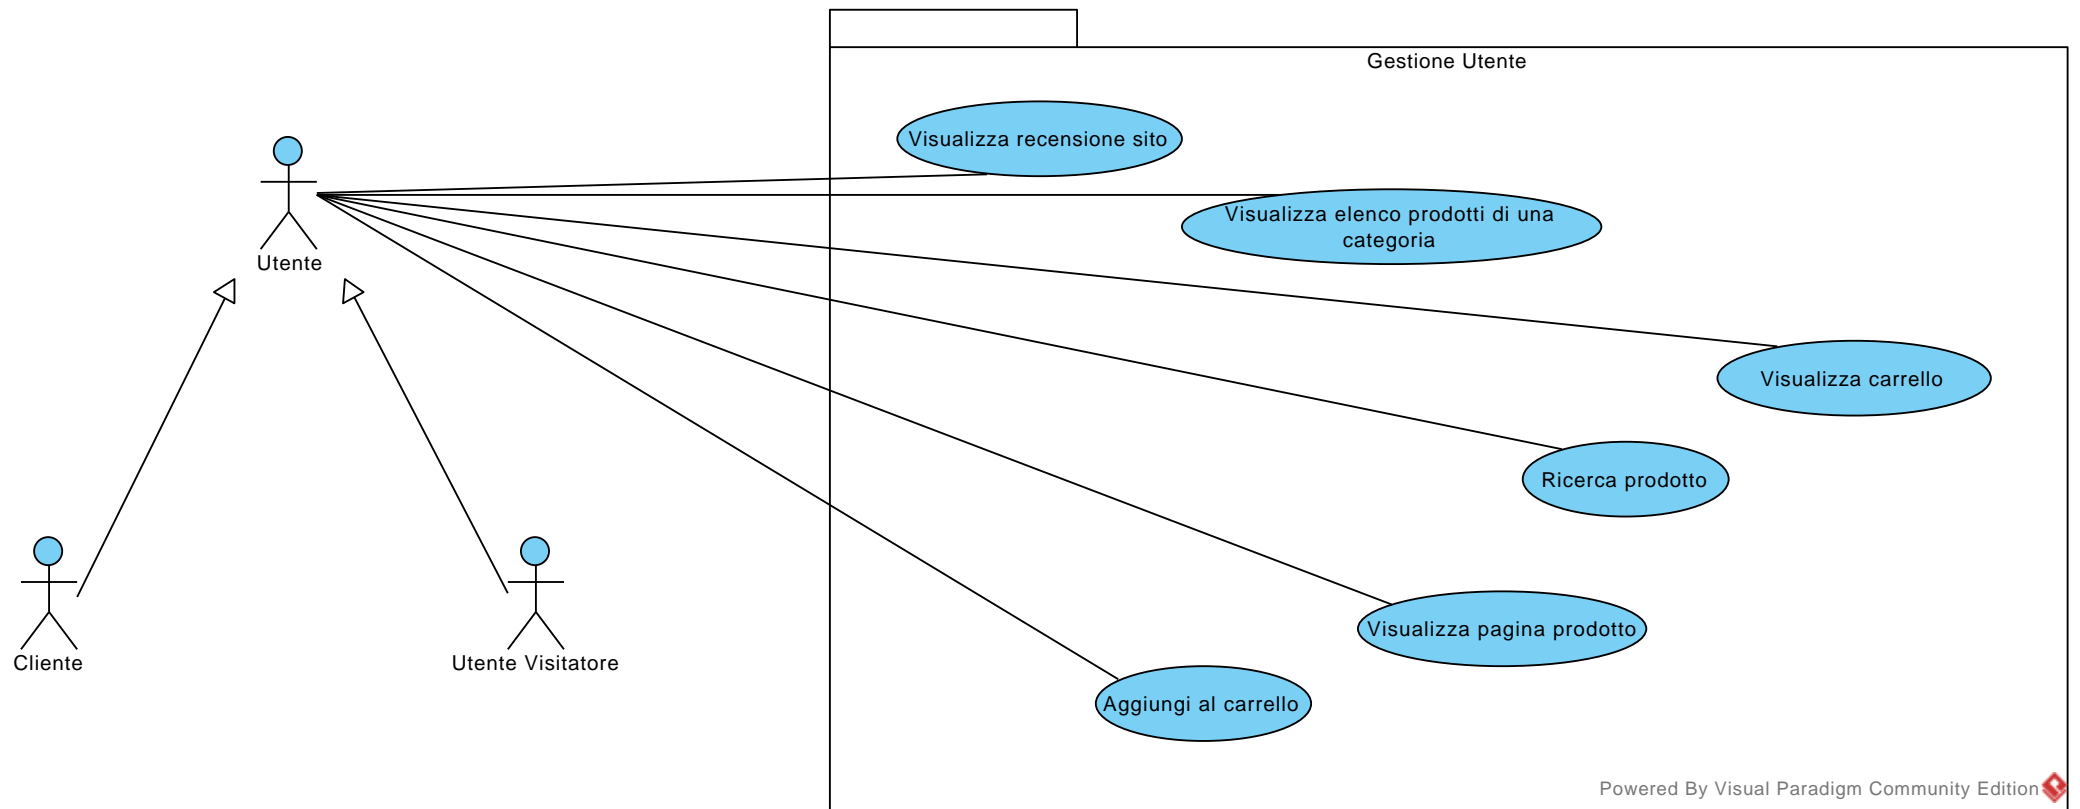 Gestione Utente
Visualizza recensione sito
Visualizza elenco prodotti di una
categoria
Utente
Visualizza carrello
Ricerca prodotto
Visualizza pagina prodotto
Cliente
Utente Visitatore
Aggiungi al carrello
Powered By Visual Paradigm Community Edition